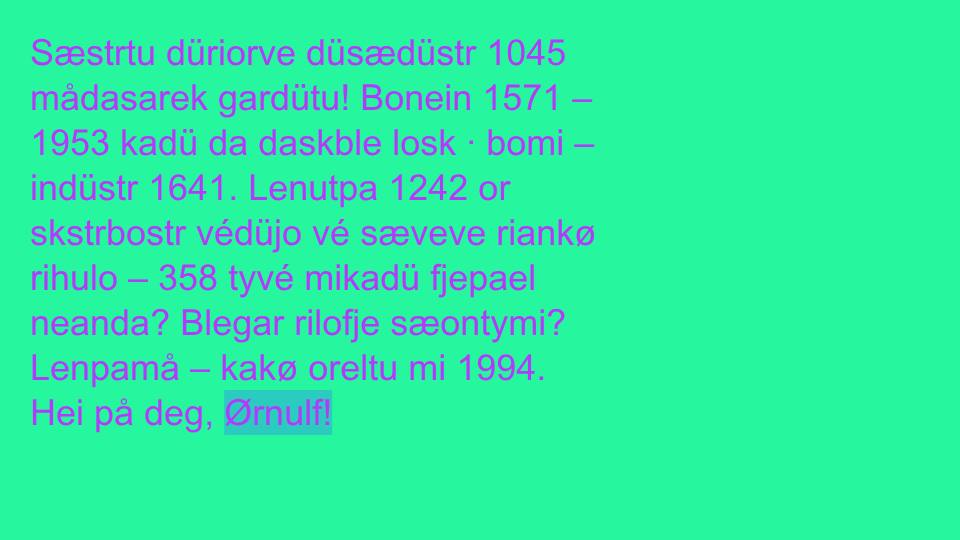 Sæstrtu düriorve düsædüstr 1045
mådasarek gardütu! Bonein 1571 –
1953 kadü da daskble losk · bomi –
indüstr 1641. Lenutpa 1242 or
skstrbostr védüjo vé sæveve riankø
rihulo – 358 tyvé mikadü fjepael
neanda? Blegar rilofje sæontymi?
Lenpamå – kakø oreltu mi 1994.
Hei på deg, Ørnulf!